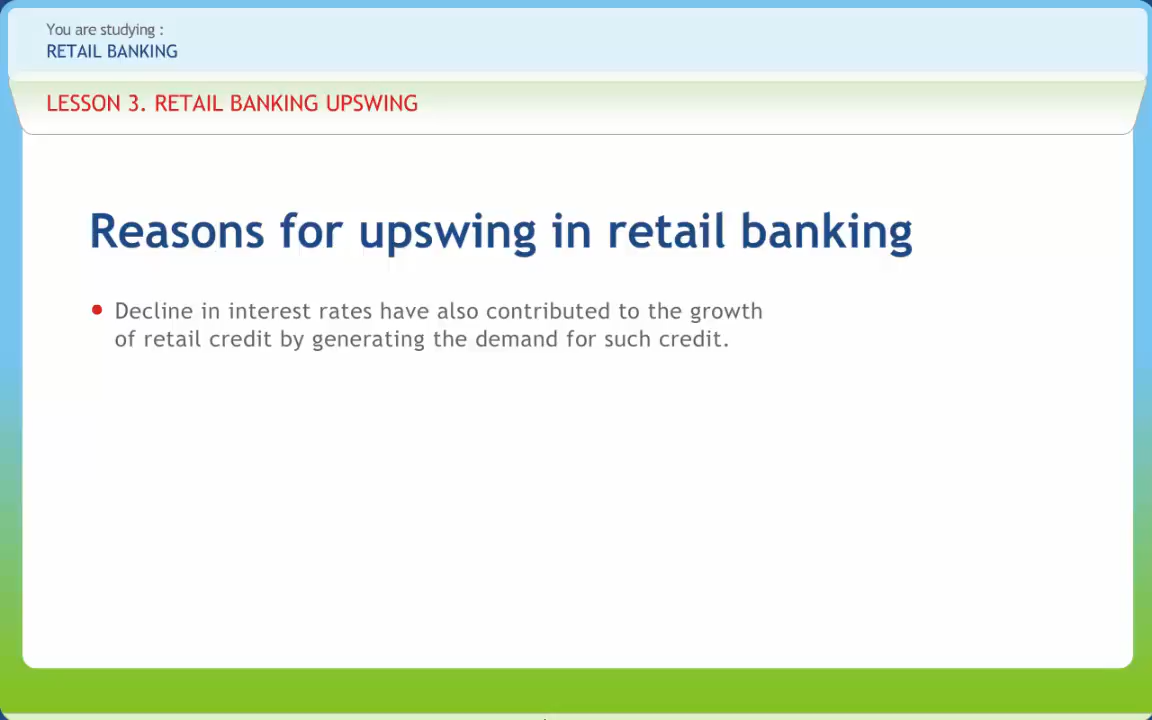 You are studying :
RETAIL BANKING
LESSON 3. RETAIL BANKING UPSWING
Reasons for upswing in retail banking
• Decline in interest rates have also contributed to the growth
of retail credit by generating the demand for such credit.